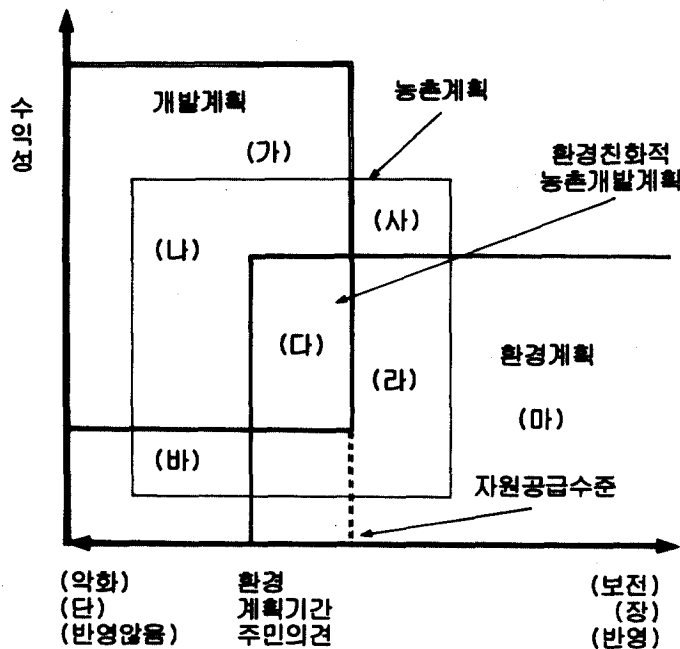 수익성
개발계획
농촌계획
(가)
환경친화적
농촌개발계획
(사)
(나)
(다)
환경계획
(라)
(마)
(바)
자원공급수준
(악화) 환경 (보전)
(단) 계획기간 (장)
(반영않음) 주민의견 (반영)